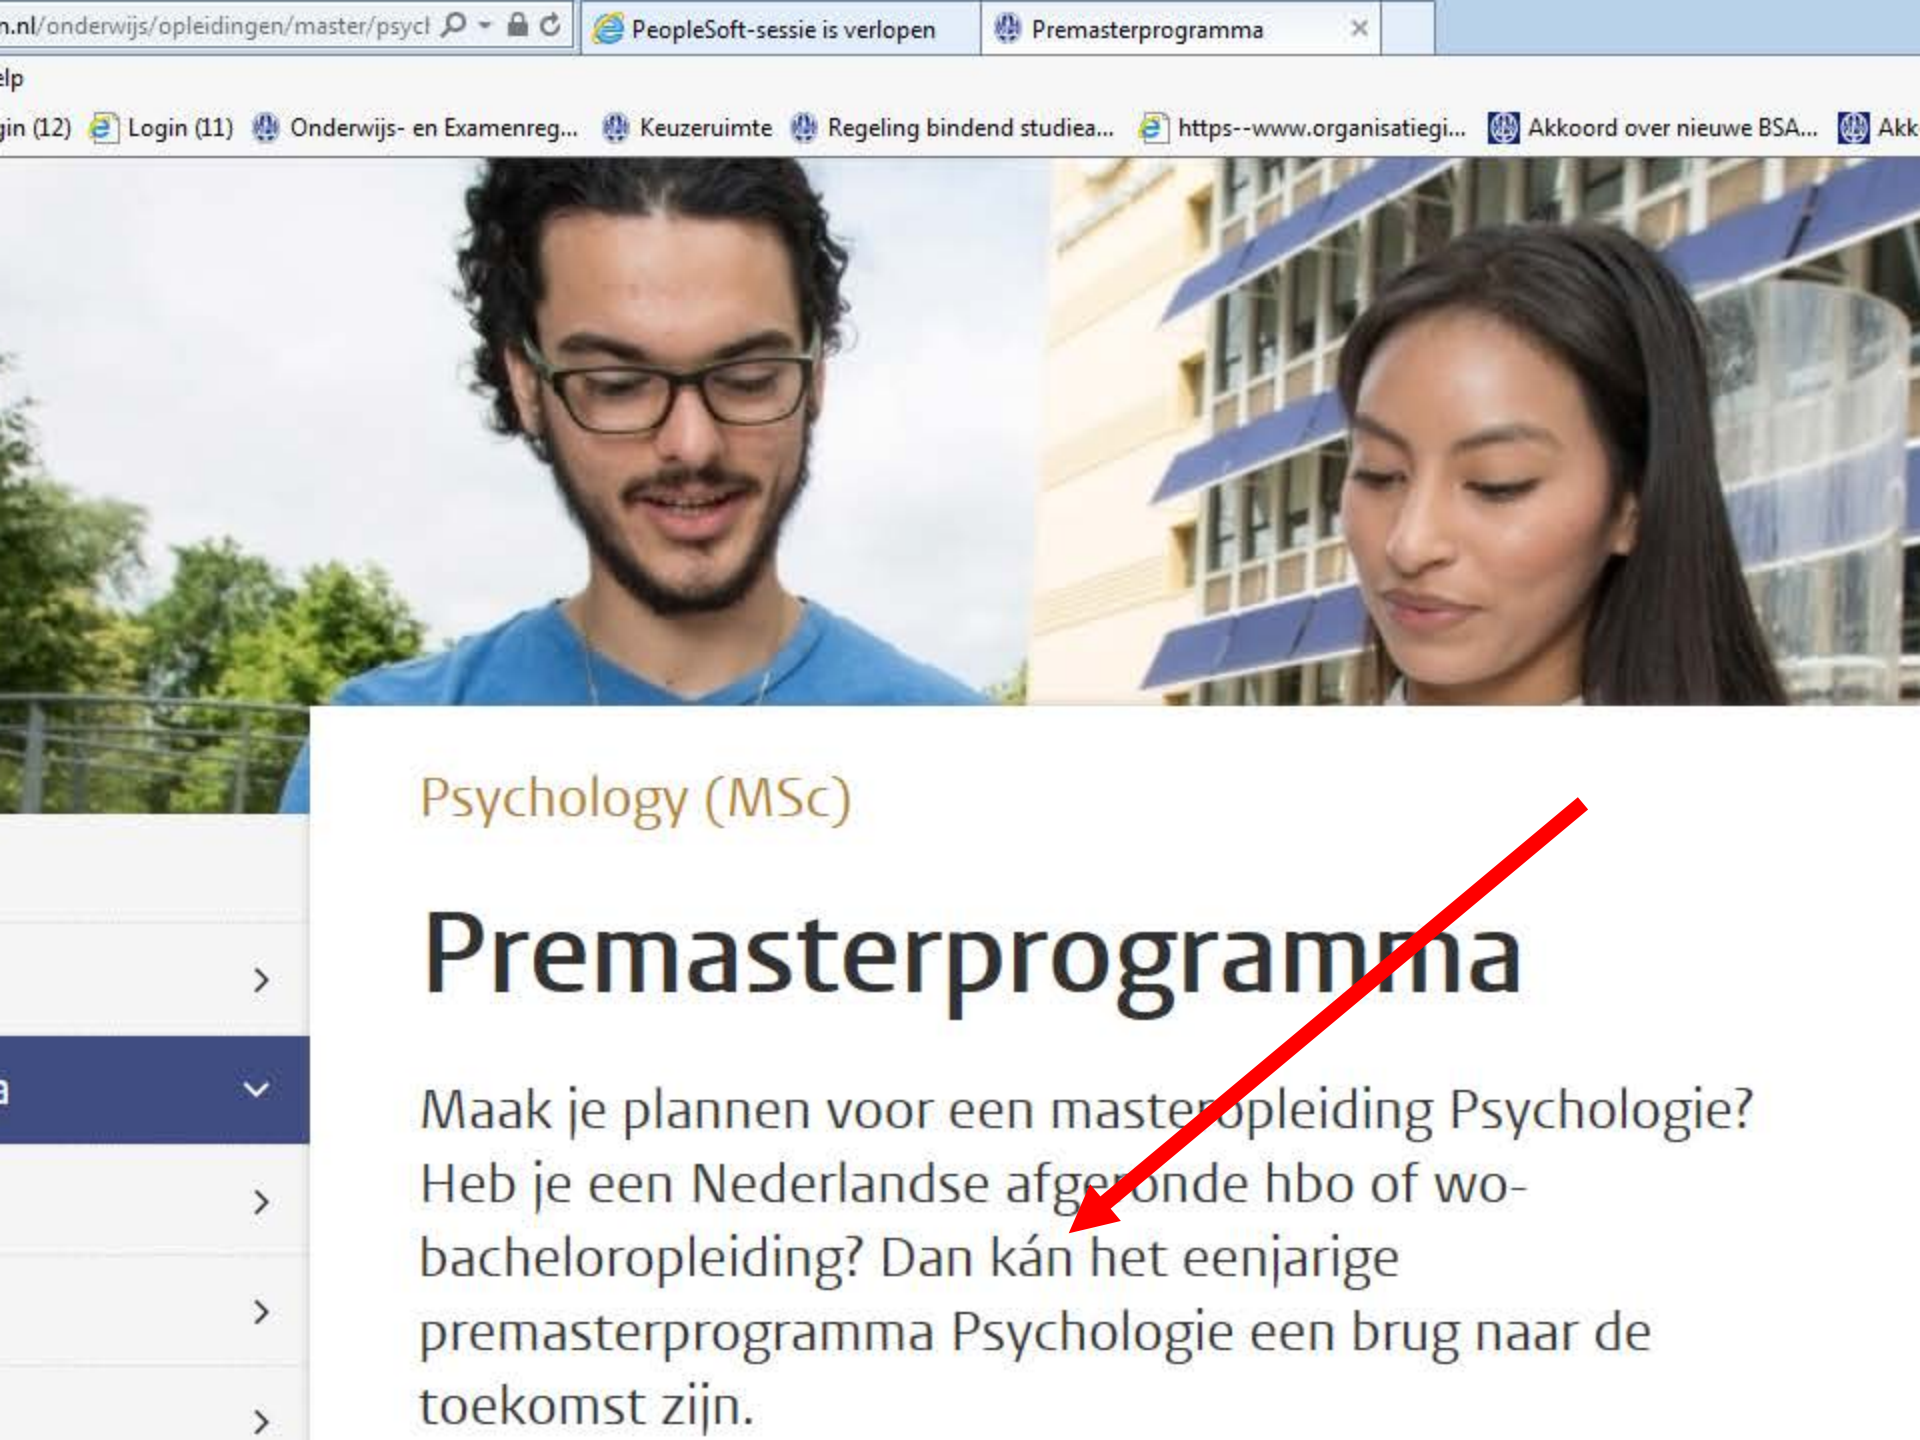 n.nl/onderwijs/opleidingen/master/psycl
PeopleSoft-sessie is verlopen
Premasterprogramma
elp
gin (12)
Login (11)
Onderwijs- en Examenreg...
Keuzeruimte
Regeling bindend studiea...
https--www.organisatiegi...
Akkoord over nieuwe BSA...
Akk
Psychology (MSc)
Premasterprogramma
a
Maak je plannen voor een masteropleiding Psychologie?
Heb je een Nederlandse afgeronde hbo of wo-
bacheloropleiding? Dan kán het eenjarige
premasterprogramma Psychologie een brug naar de
toekomst zijn.